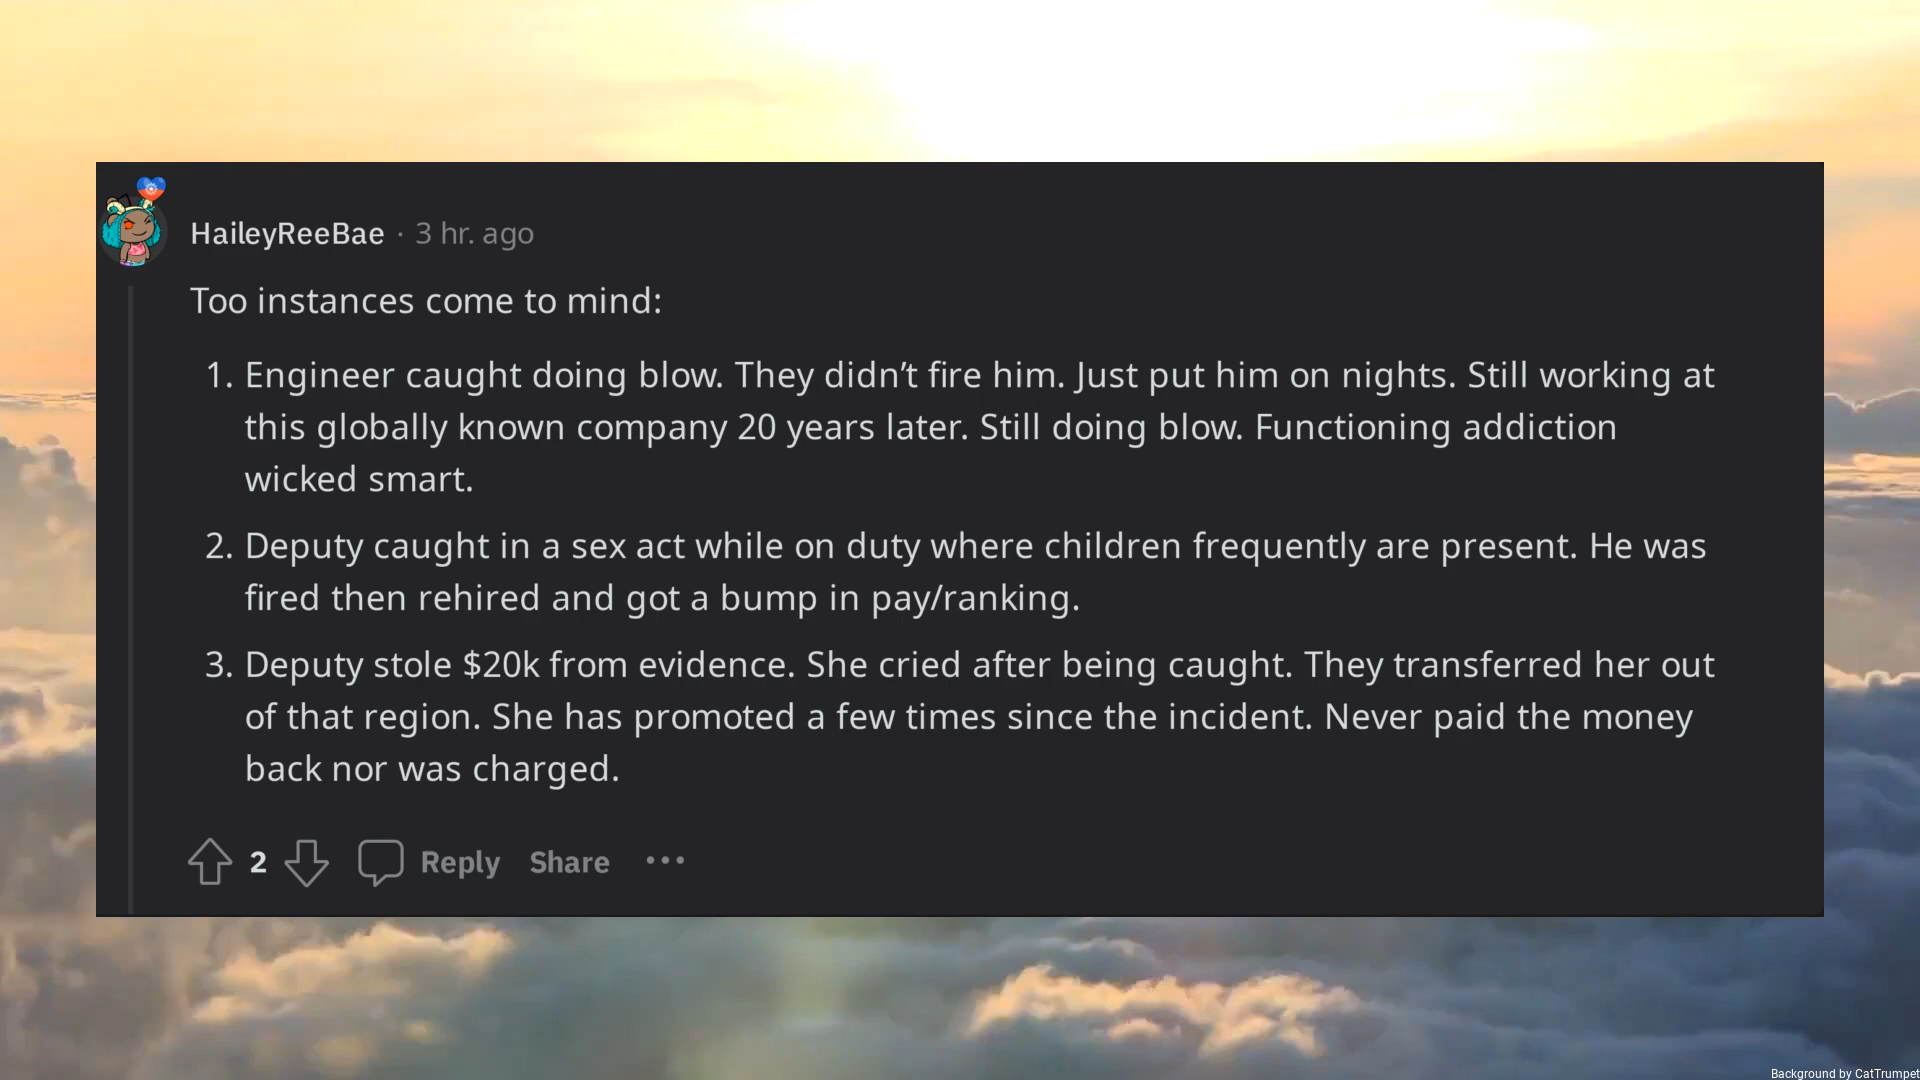 HaileyReeBae · 3 hr. ago
Too instances come to mind:
1. Engineer caught doing blow. They didn’t fire him. Just put him on nights. Still working at
this globally known company 20 years later. Still doing blow. Functioning addiction
wicked smart.
2. Deputy caught in a sex act while on duty where children frequently are present. He was
fired then rehired and got a bump in pay/ranking.
3. Deputy stole $20k from evidence. She cried after being caught. They transferred her out
of that region. She has promoted a few times since the incident. Never paid the money
back nor was charged.
2 Reply Share •••
Background by CatTrumpet